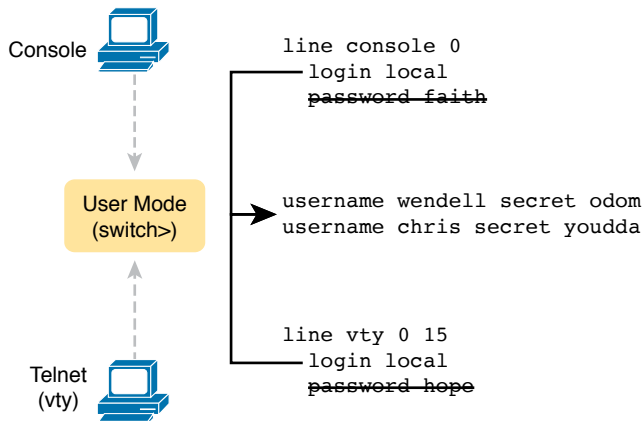 Console
User Mode
(switch>)
Telnet
(vty)
line console 0
login local
password faith
username wendell secret odom
username chris secret youdda
line vty 0 15
login local
password hope